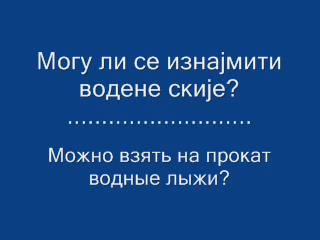 Могу ли се изнајмити
водене скије?
...........................
Можно взять на прокат
водные лыжи?